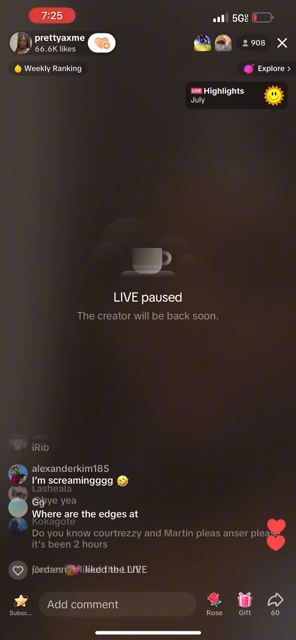 7:25
5G
prettyaxme
66.6K likes
908
Weekly Ranking
Explore >
LIVE Highlights
July
LIVE paused
The creator will be back soon.
iRib
alexanderkim185
I'm screamingggg 🤣
Lasheala
bye yea
Gg
Where are the edges at
Kokagote
Do you know courtrezzy and Martin pleas anser please
it's been 2 hours
liked the LIVE
Subsc...
Add comment
Rose
Gift
60